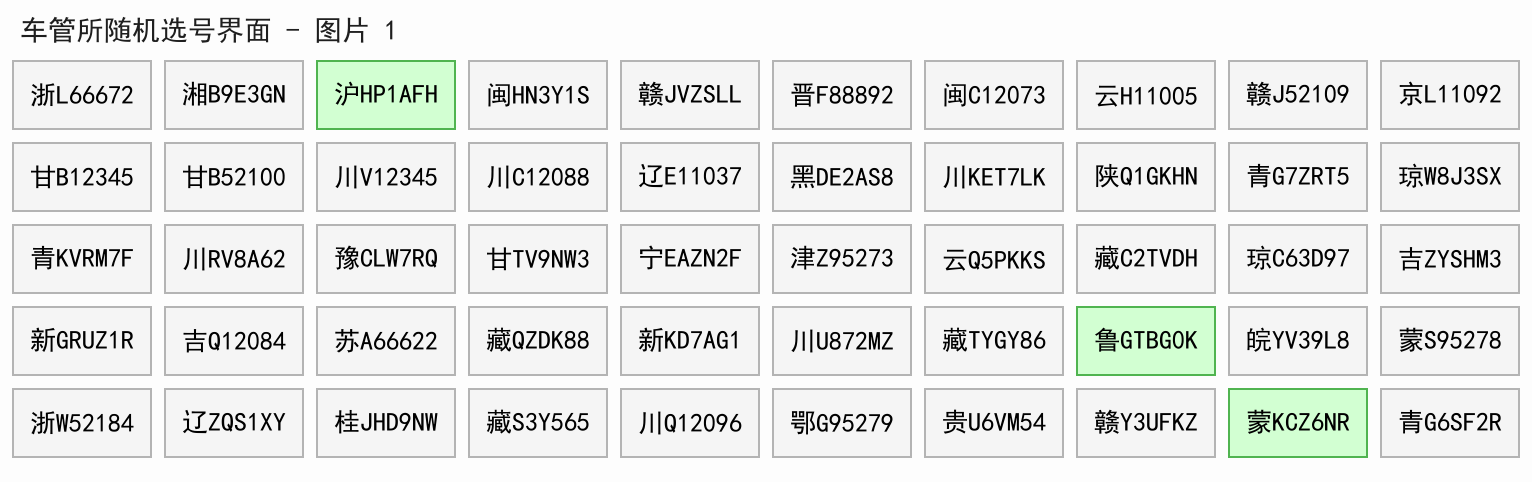 车管所随机选号界面 - 图片 1
浙L66672 湘B9E3GN 沪HP1AFH 闽HN3Y1S 赣JVZSLL 晋F88892 闽C12073 云H11005 赣J52109 京L11092
甘B12345 甘B52100 川V12345 川C12088 辽E11037 黑DE2AS8 川KET7LK 陕Q1GKHN 青G7ZRT5 琼W8J3SX
青KVRM7F 川RV8A62 豫CLW7RQ 甘TV9NW3 宁EAZN2F 津Z95273 云Q5PKKS 藏C2TVDH 琼C63D97 吉ZYSHM3
新GRUZ1R 吉Q12084 苏A66622 藏QZDK88 新KD7AG1 川U872MZ 藏TYGY86 鲁GTBG0K 皖YV39L8 蒙S95278
浙W52184 辽ZQS1XY 桂JHD9NW 藏S3Y565 川Q12096 鄂G95279 贵U6VM54 赣Y3UFKZ 蒙KCZ6NR 青G6SF2R